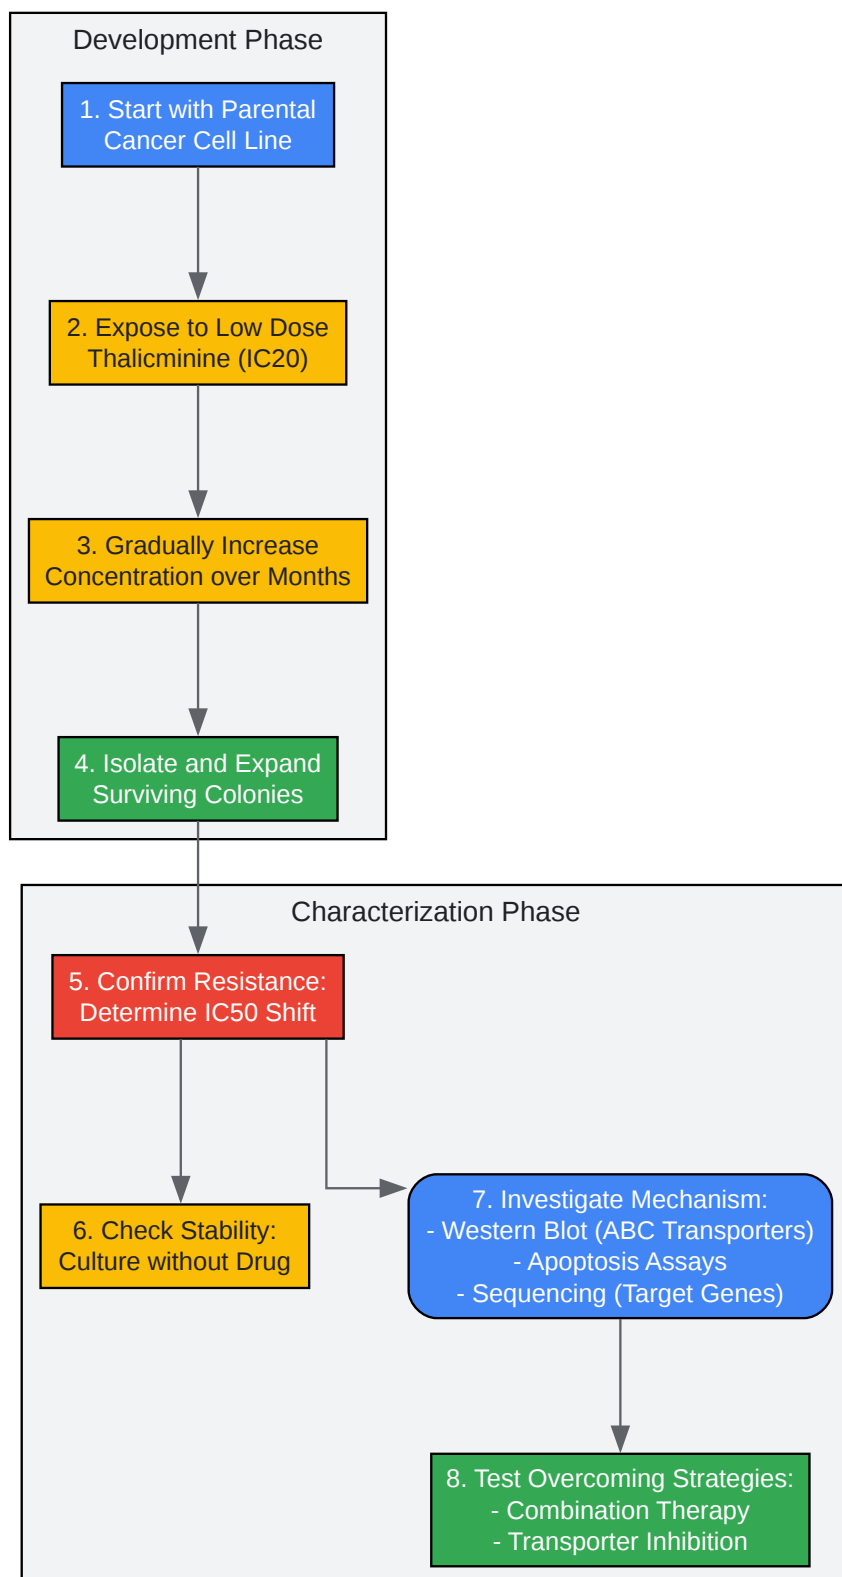 Development Phase
1. Start with Parental
Cancer Cell Line
2. Expose to Low Dose
Thalicminine (IC20)
3. Gradually Increase
Concentration over Months
4. Isolate and Expand
Surviving Colonies
Characterization Phase
5. Confirm Resistance:
Determine IC50 Shift
6. Check Stability:
Culture without Drug
7. Investigate Mechanism:
- Western Blot (ABC Transporters)
- Apoptosis Assays
- Sequencing (Target Genes)
8. Test Overcoming Strategies:
- Combination Therapy
- Transporter Inhibition